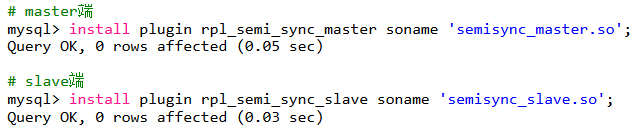 # master端
mysql> install plugin rpl_semi_sync_master soname 'semisync_master.so';
Query OK, 0 rows affected (0.05 sec)
# slave端
mysql> install plugin rpl_semi_sync_slave soname 'semisync_slave.so';
Query OK, 0 rows affected (0.03 sec)